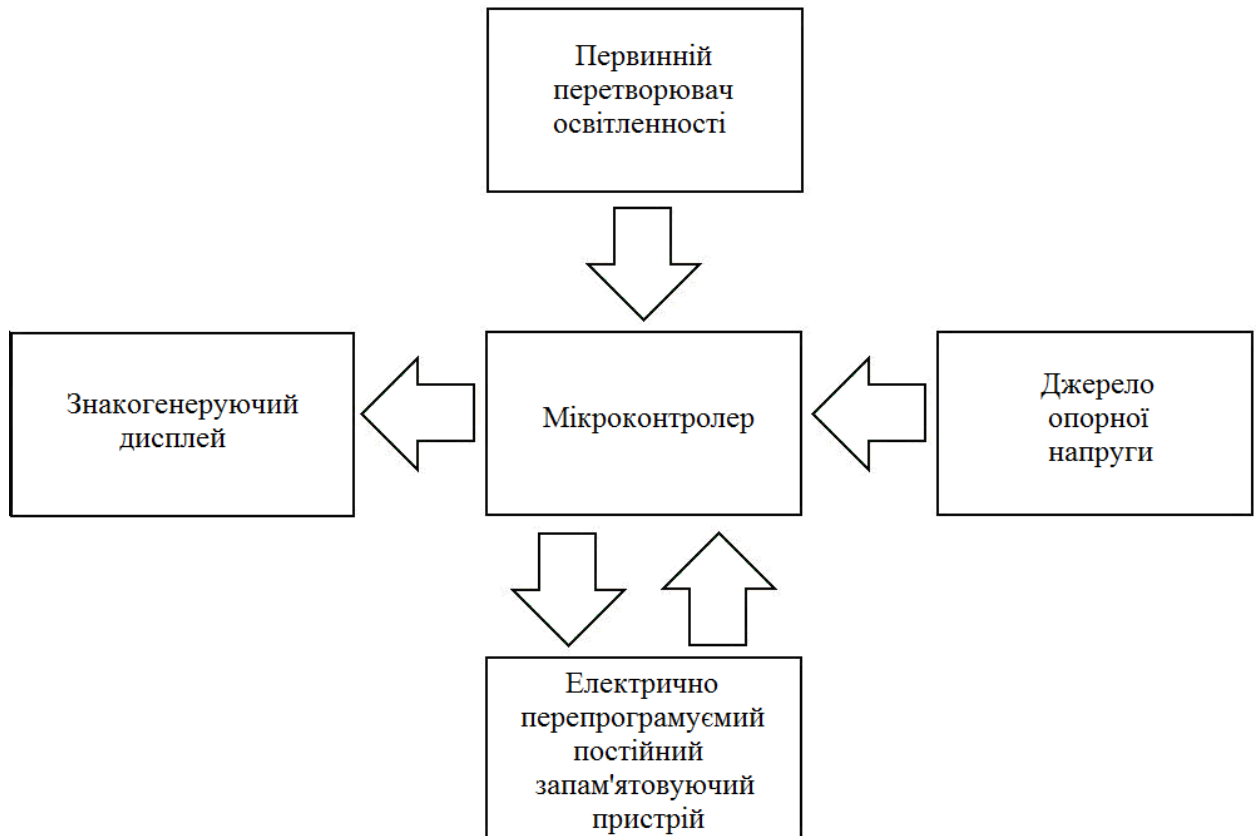 Первинній
перетворювач
освітленності
Знакогенеруючий
дисплей
Мікроконтролер
Джерело
опорної
напруги
Електрично
перепрограмуємий
постійний
запам'ятовуючий
пристрій